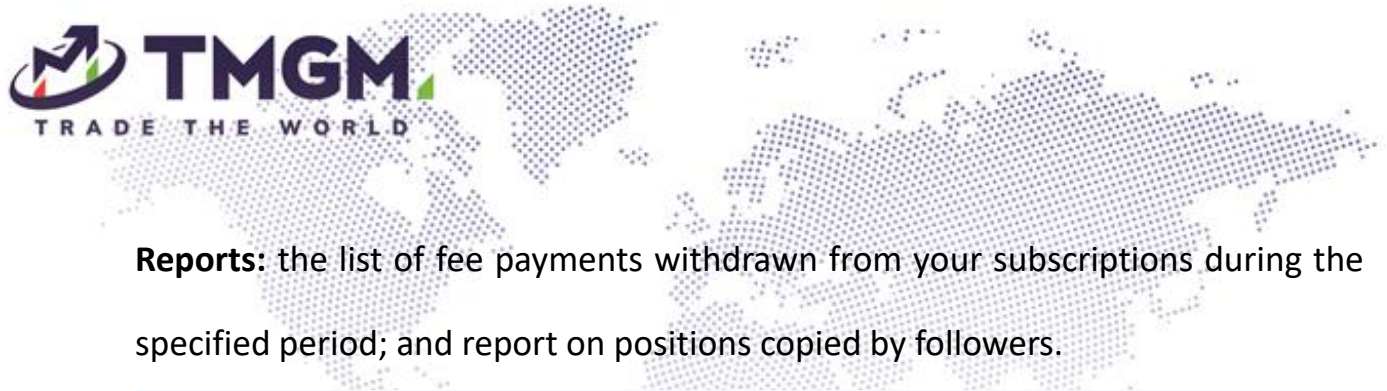 TMGM
TRADE THE WORLD
Reports: the list of fee payments withdrawn from your subscriptions during the
specified period; and report on positions copied by followers.